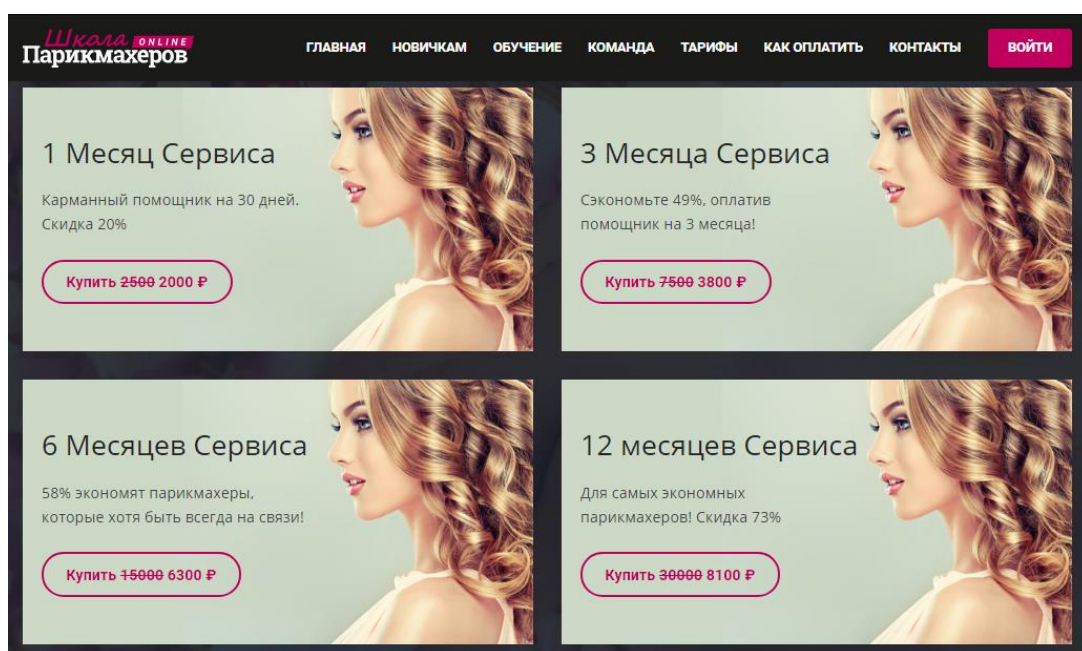 Школа ONLINE
Парикмахеров
ГЛАВНАЯ НОВИЧКАМ ОБУЧЕНИЕ КОМАНДА ТАРИФЫ КАК ОПЛАТИТЬ КОНТАКТЫ ВОЙТИ
1 Месяц Сервиса
Карманный помощник на 30 дней.
Скидка 20%
Купить 2500 2000 ₽
3 Месяца Сервиса
Сэкономьте 49%, оплатив
помощник на 3 месяца!
Купить 7500 3800 ₽
6 Месяцев Сервиса
58% экономят парикмахеры,
которые хотя быть всегда на связи!
Купить 15000 6300 ₽
12 месяцев Сервиса
Для самых экономных
парикмахеров! Скидка 73%
Купить 30000 8100 ₽